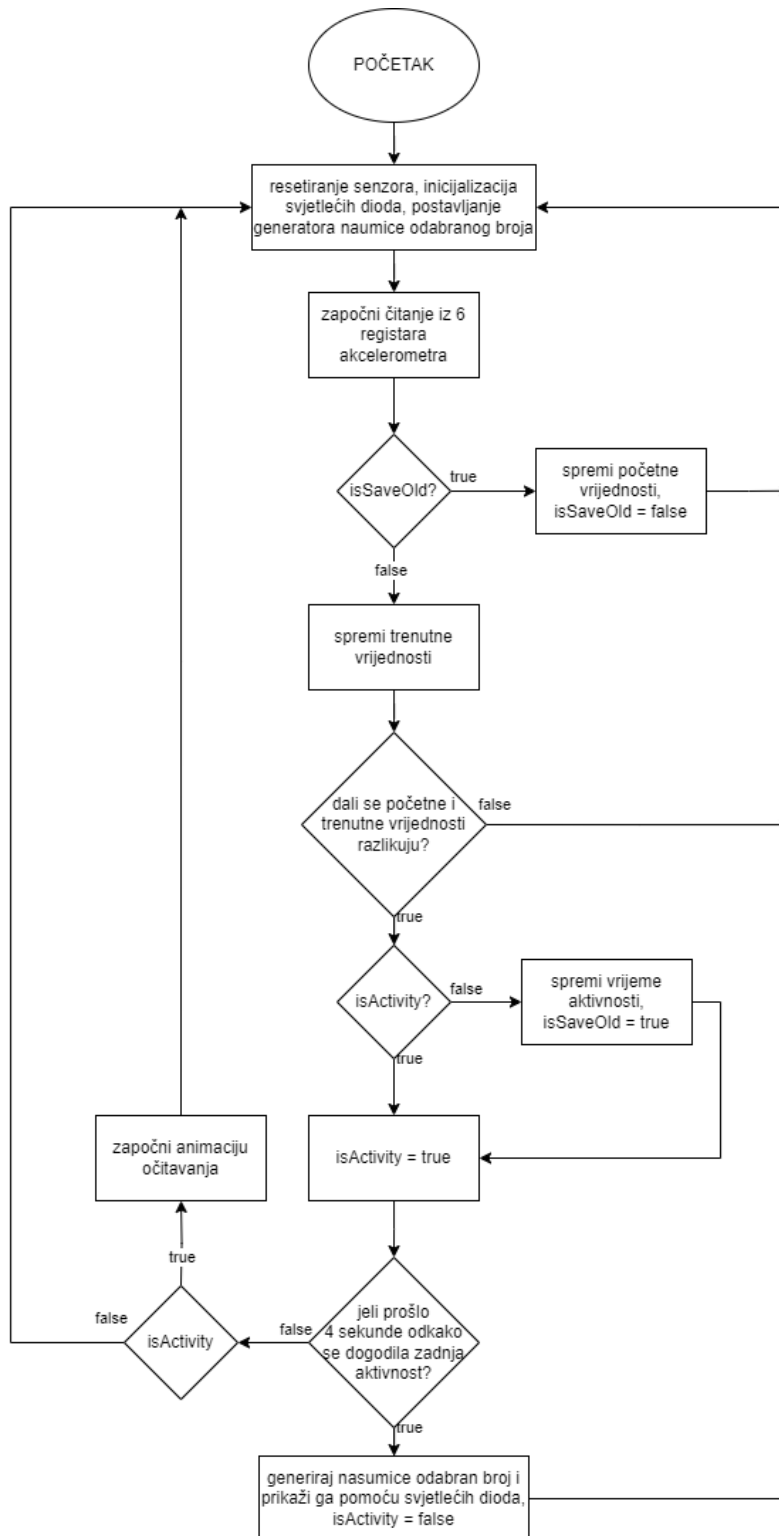 POČETAK
resetiranje senzora, inicijalizacija
svjetlećih dioda, postavljanje
generatora naumice odabranog broja
započni čitanje iz 6
registara
akcelerometra
isSaveOld?
true
spremi početne
vrijednosti,
isSaveOld = false
false
spremi trenutne
vrijednosti
dali se početne i
trenutne vrijednosti
razlikuju?
false
true
isActivity?
false
spremi vrijeme
aktivnosti,
isSaveOld = true
true
započni animaciju
očitavanja
isActivity = true
true
false
isActivity
false
jeli prošlo
4 sekunde odkako
se dogodila zadnja
aktivnost?
true
generiraj nasumice odabran broj i
prikaži ga pomoću svjetlećih dioda,
isActivity = false